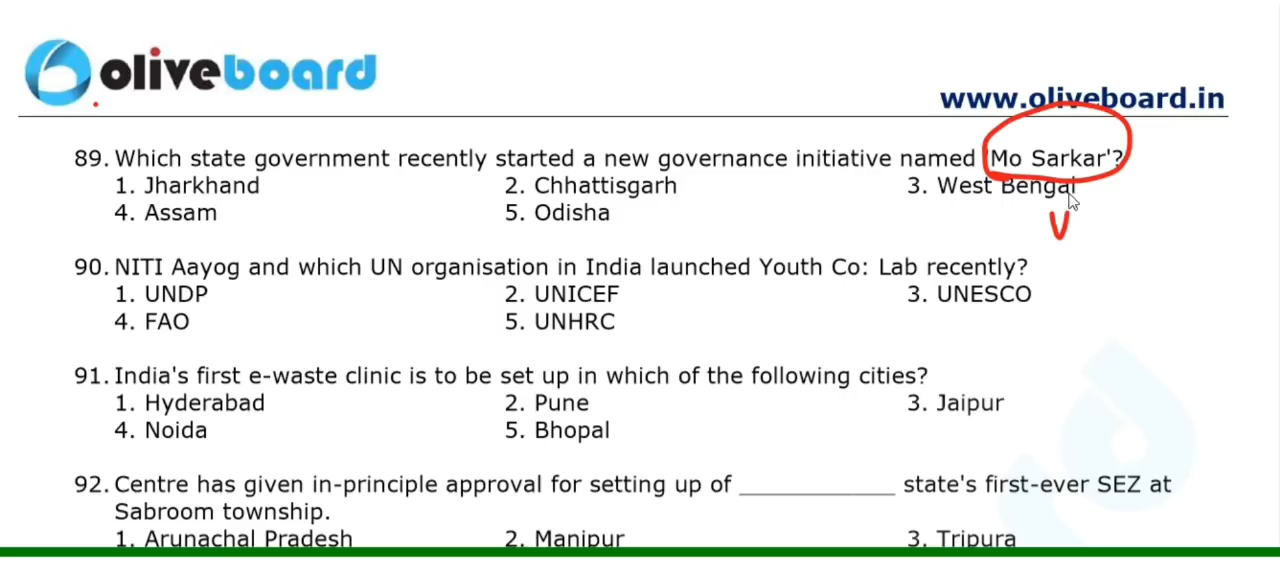 oliveboard
www.oliveboard.in
89. Which state government recently started a new governance initiative named 'Mo Sarkar'?
1. Jharkhand 2. Chhattisgarh 3. West Bengal
4. Assam 5. Odisha
90. NITI Aayog and which UN organisation in India launched Youth Co: Lab recently?
1. UNDP 2. UNICEF 3. UNESCO
4. FAO 5. UNHRC
91. India's first e-waste clinic is to be set up in which of the following cities?
1. Hyderabad 2. Pune 3. Jaipur
4. Noida 5. Bhopal
92. Centre has given in-principle approval for setting up of _____________ state's first-ever SEZ at
Sabroom township.
1. Arunachal Pradesh 2. Manipur 3. Tripura